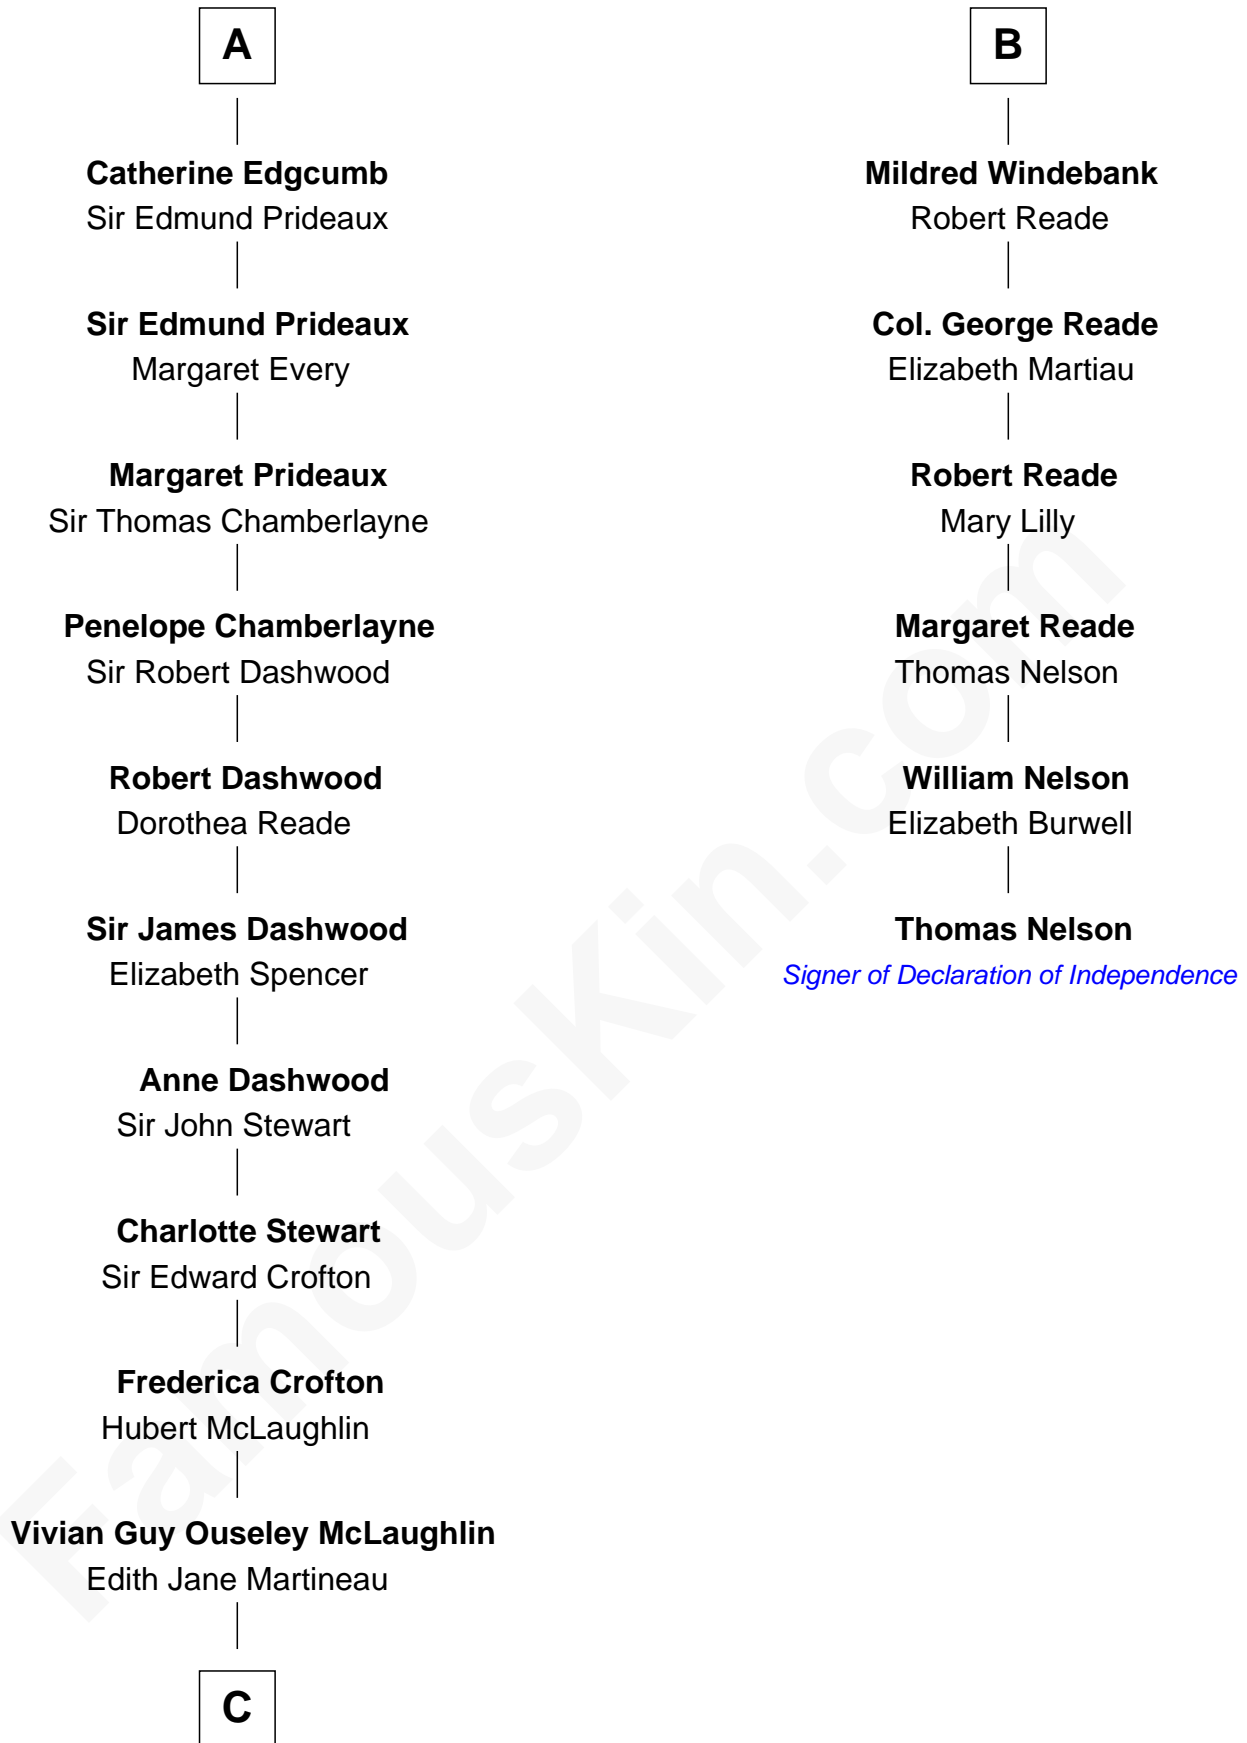 A
Catherine Edgcumb
Sir Edmund Prideaux
Sir Edmund Prideaux
Margaret Every
Margaret Prideaux
Sir Thomas Chamberlayne
Penelope Chamberlayne
Sir Robert Dashwood
Robert Dashwood
Dorothea Reade
Sir James Dashwood
Elizabeth Spencer
Anne Dashwood
Sir John Stewart
Charlotte Stewart
Sir Edward Crofton
Frederica Crofton
Hubert McLaughlin
Vivian Guy Ouseley McLaughlin
Edith Jane Martineau
C
B
Mildred Windebank
Robert Reade
Col. George Reade
Elizabeth Martiau
Robert Reade
Mary Lilly
Margaret Reade
Thomas Nelson
William Nelson
Elizabeth Burwell
Thomas Nelson
Signer of Declaration of Independence
FamousKin.com